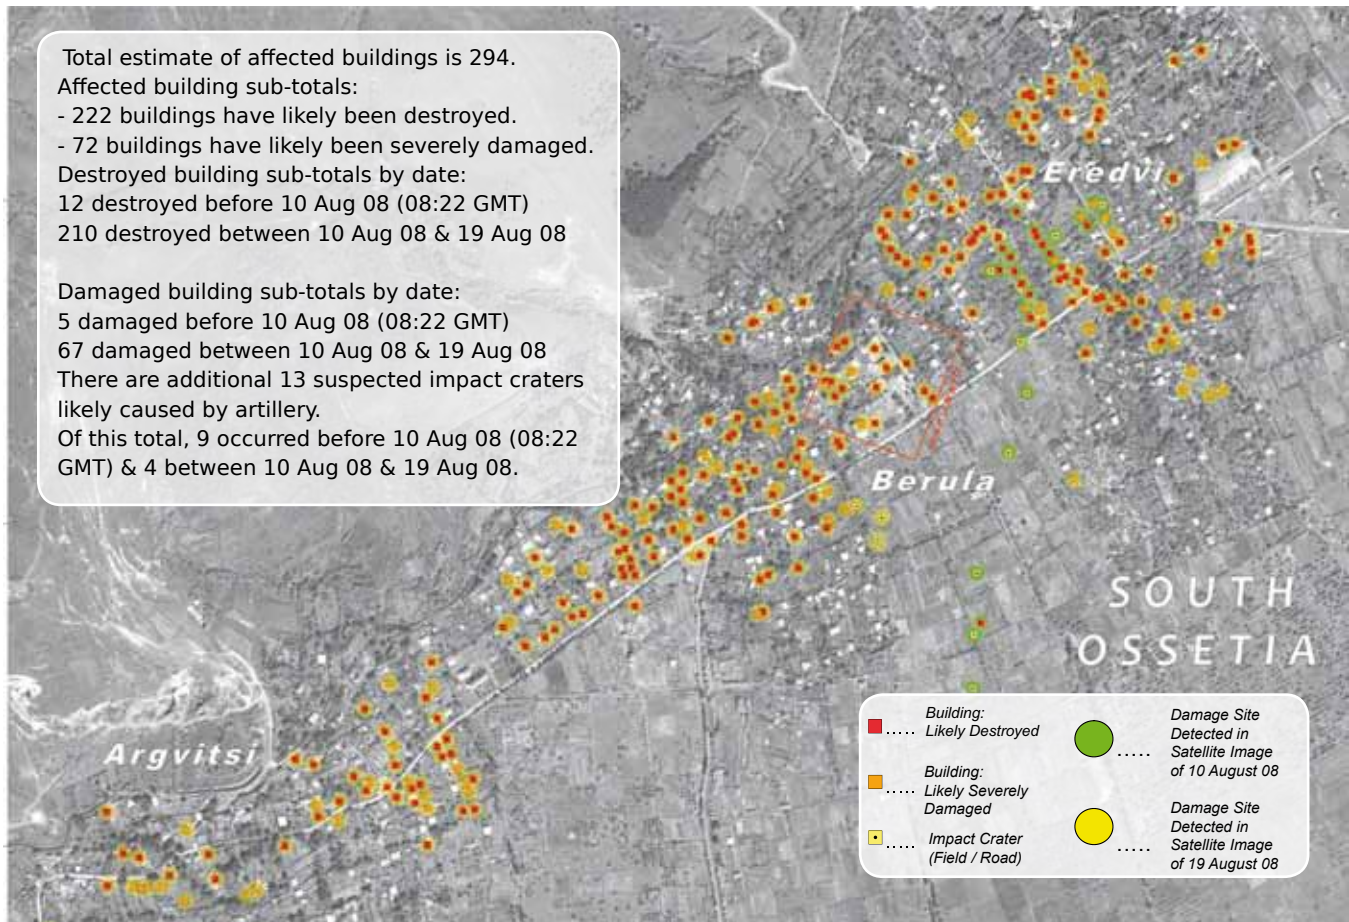 Total estimate of affected buildings is 294.
Affected building sub-totals:
- 222 buildings have likely been destroyed.
- 72 buildings have likely been severely damaged.
Destroyed building sub-totals by date:
12 destroyed before 10 Aug 08 (08:22 GMT)
210 destroyed between 10 Aug 08 & 19 Aug 08
Damaged building sub-totals by date:
5 damaged before 10 Aug 08 (08:22 GMT)
67 damaged between 10 Aug 08 & 19 Aug 08
There are additional 13 suspected impact craters
likely caused by artillery.
Of this total, 9 occurred before 10 Aug 08 (08:22
GMT) & 4 between 10 Aug 08 & 19 Aug 08.
Eredvi
Berula
SOUTH
OSSETIA
Argvitsi
Building:
Likely Destroyed
Building:
Likely Severely
Damaged
Impact Crater
(Field / Road)
Damage Site
Detected in
Satellite Image
of 10 August 08
Damage Site
Detected in
Satellite Image
of 19 August 08